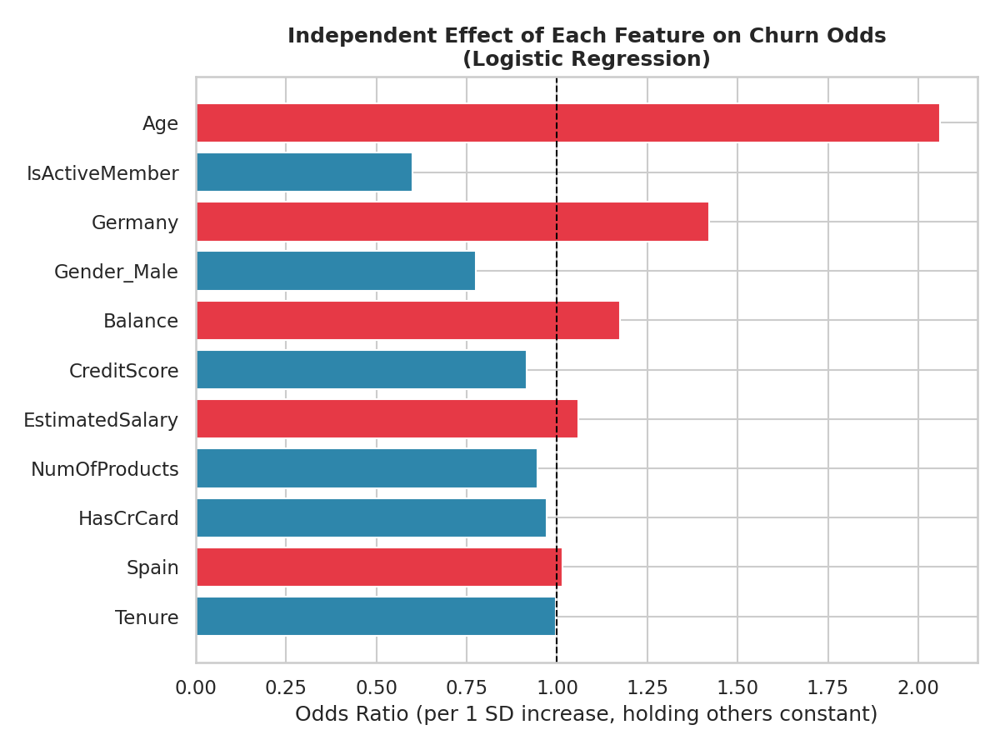 Independent Effect of Each Feature on Churn Odds
(Logistic Regression)
Age
IsActiveMember
Germany
Gender_Male
Balance
CreditScore
EstimatedSalary
NumOfProducts
HasCrCard
Spain
Tenure
0.00 0.25 0.50 0.75 1.00 1.25 1.50 1.75 2.00
Odds Ratio (per 1 SD increase, holding others constant)